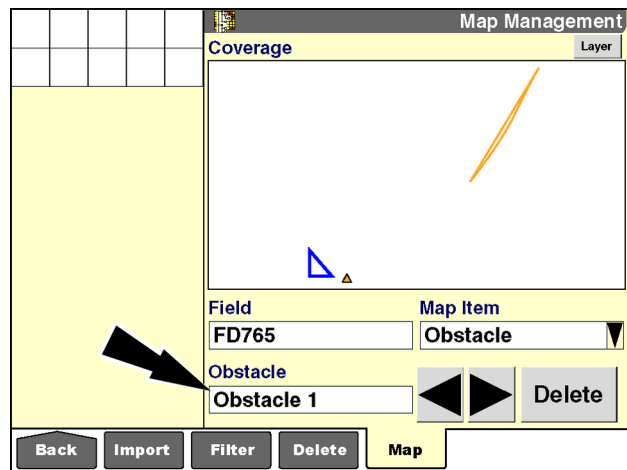 Map Management
Coverage
Layer
Field
Map Item
FD765
Obstacle
Obstacle
Obstacle 1
Delete
Back
Import
Filter
Delete
Map